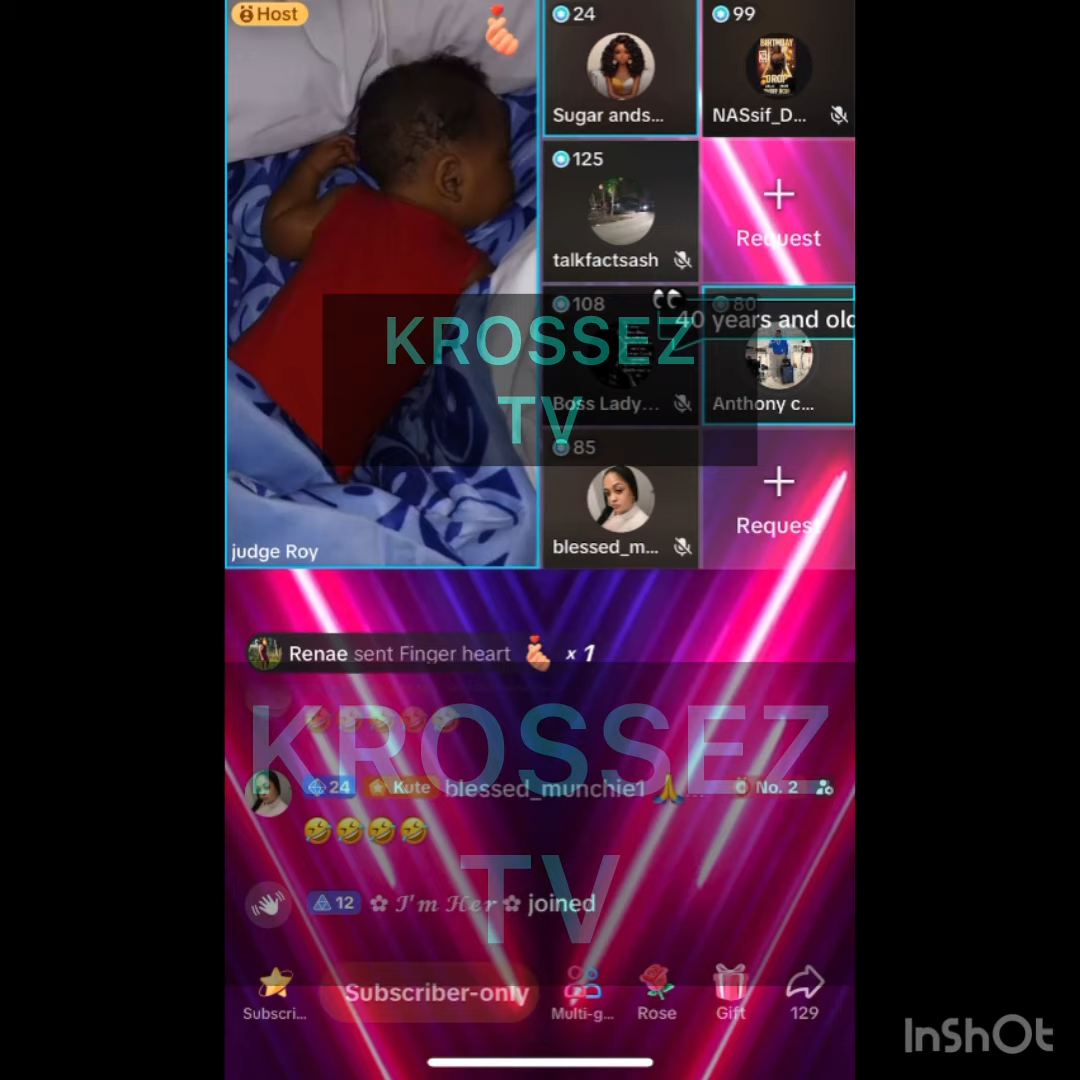 Host
24
99
BIRTHDAY
DROP
Sugar ands...
NASsif_D...
125
Request
talkfactsash
108
80
40 years and old
KROSSEZ
TV
Boss Lady...
Anthony c...
85
Request
blessed_m...
judge Roy
Renae sent Finger heart x 1
KROSSEZ
TV
24 Kute blessed_munchie1 🙏... No. 2
🤣🤣🤣🤣
12 ✿ 𝓘'𝓶 𝓗𝓮𝓻 ✿ joined
Subscri...
Subscriber-only
Multi-g...
Rose
Gift
129
InShOt